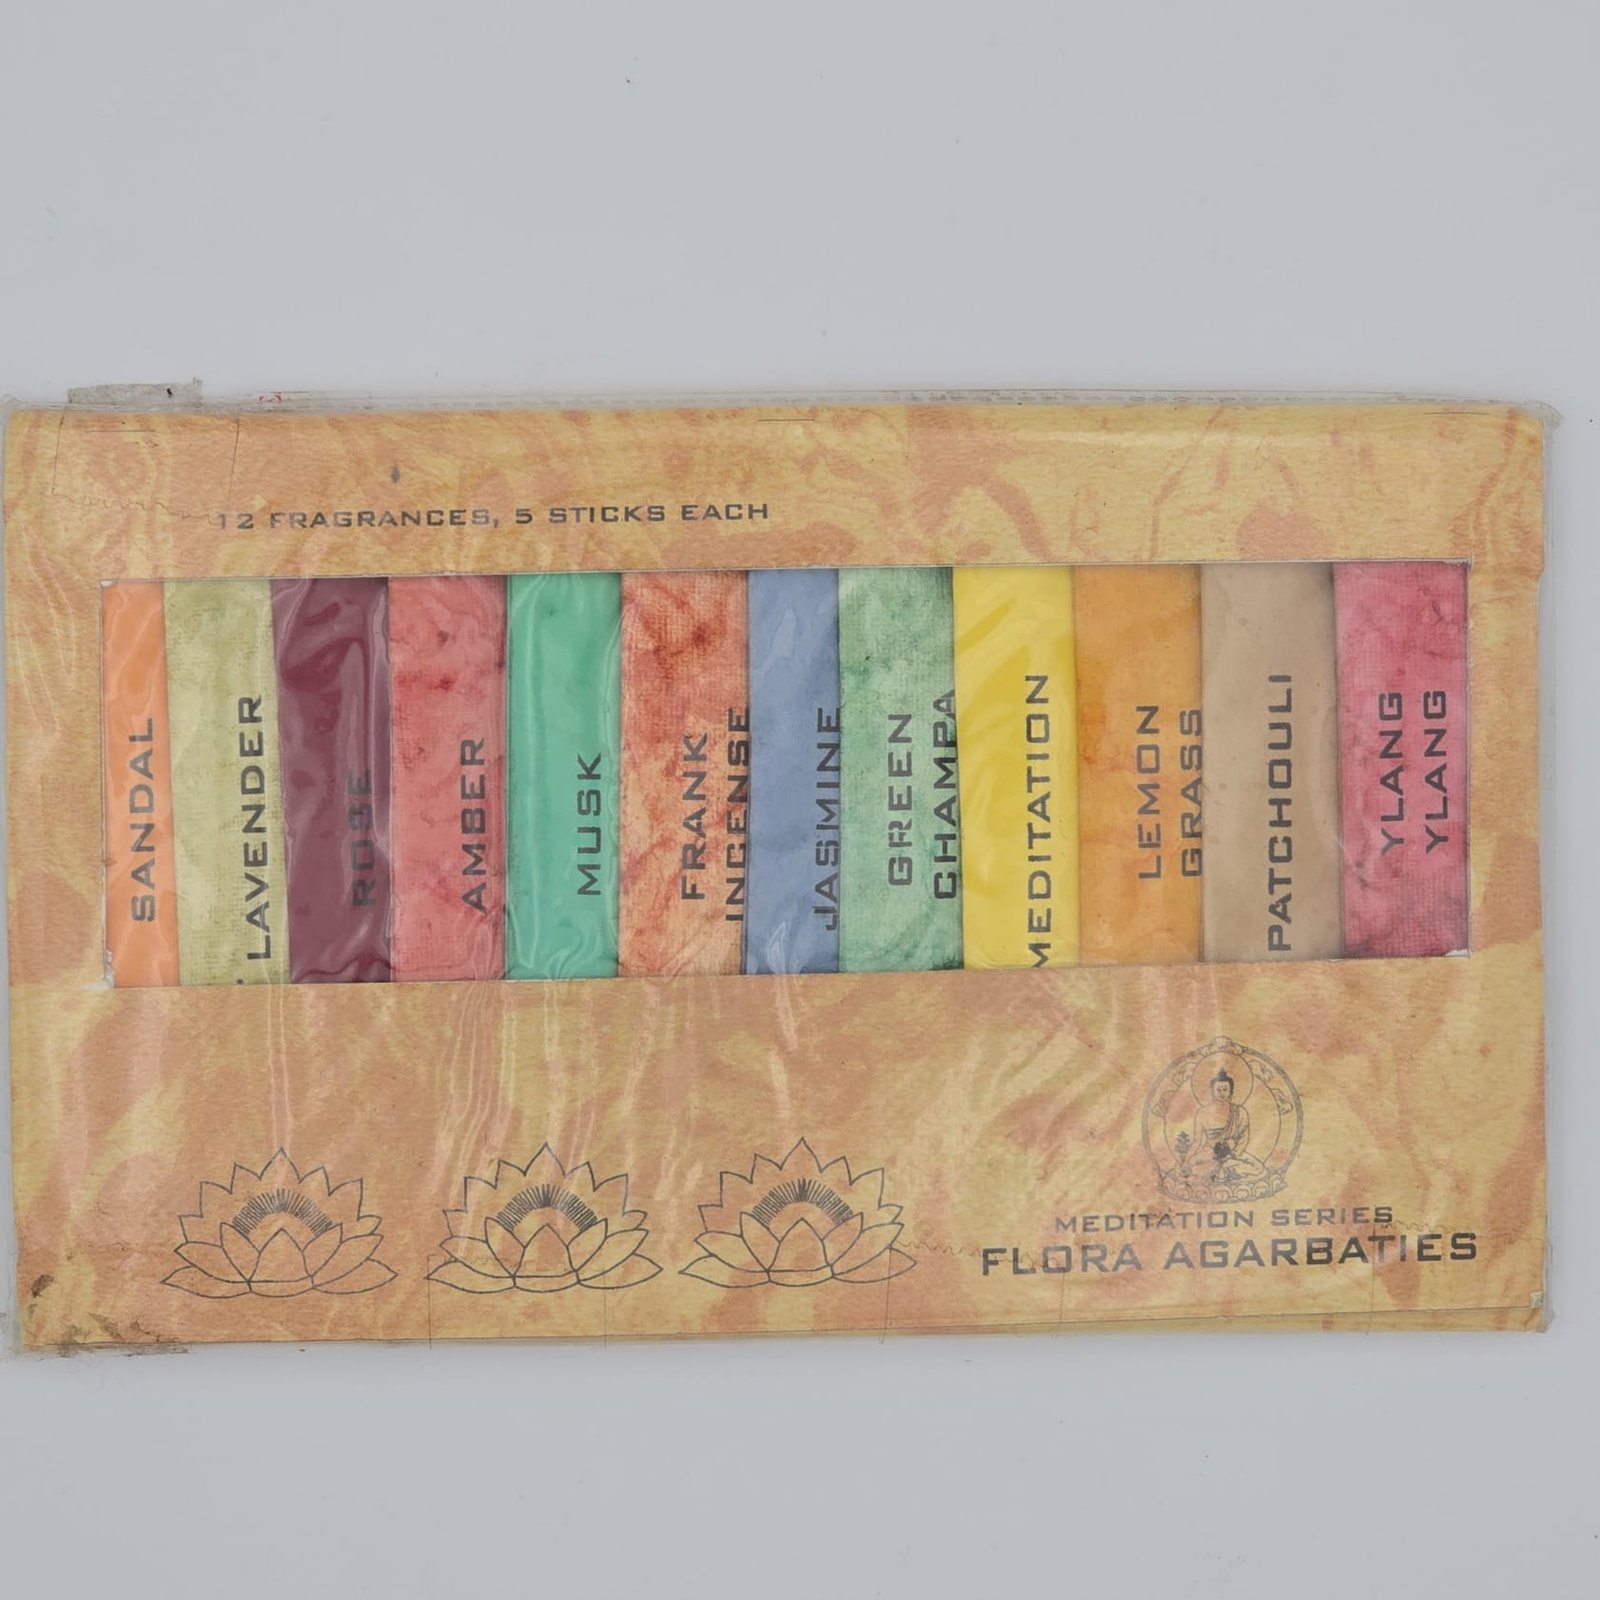 12 FRAGRANCES, 5 STICKS EACH
SANDAL
LAVENDER
ROSE
AMBER
MUSK
FRANK
INCENSE
JASMINE
GREEN
CHAMPA
MEDITATION
LEMON
GRASS
PATCHOULI
YLANG
YLANG
MEDITATION SERIES
FLORA AGARBATIES